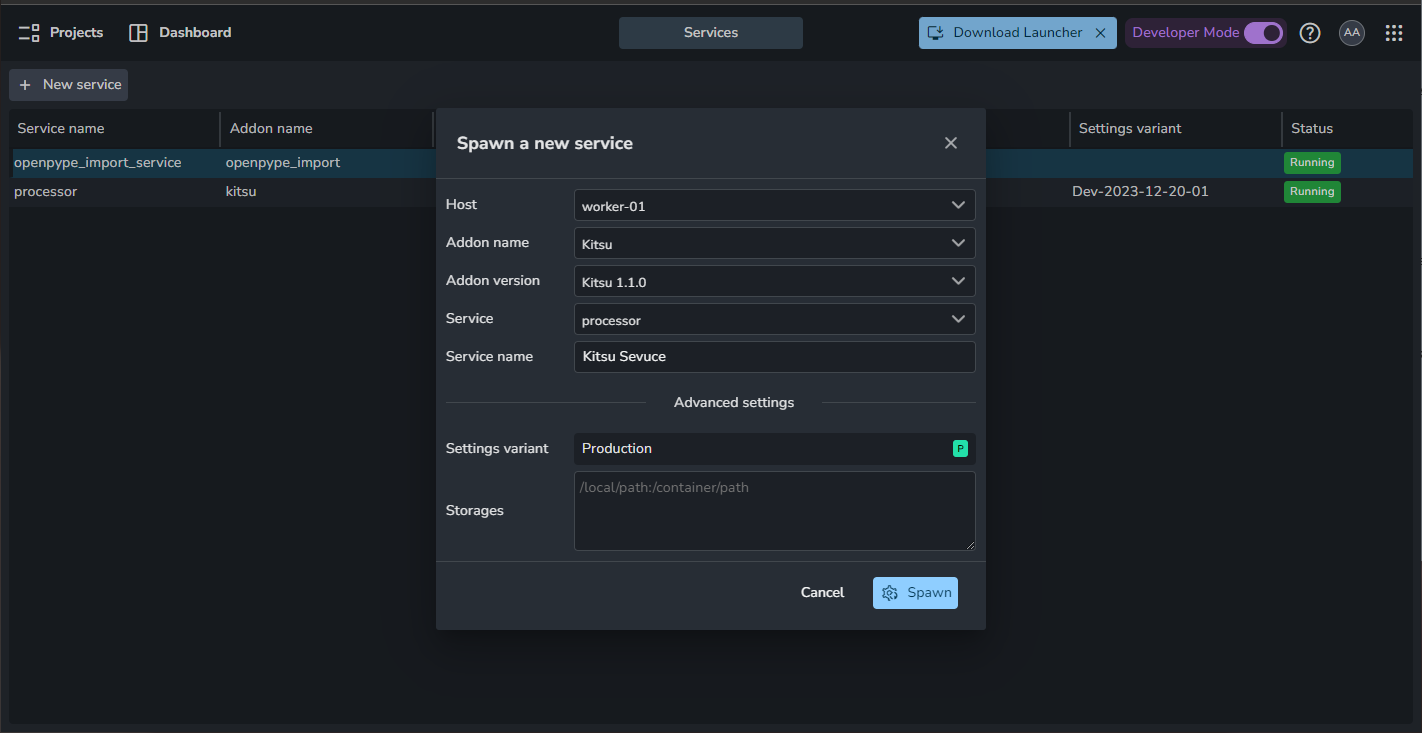 Projects Dashboard Services Download Launcher Developer Mode ? AA
+ New service
Service name Addon name Settings variant Status
openpype_import_service openpype_import Running
processor kitsu Dev-2023-12-20-01 Running
Spawn a new service
Host worker-01
Addon name Kitsu
Addon version Kitsu 1.1.0
Service processor
Service name Kitsu Sevuce
Advanced settings
Settings variant Production P
Storages /local/path:/container/path
Cancel Spawn